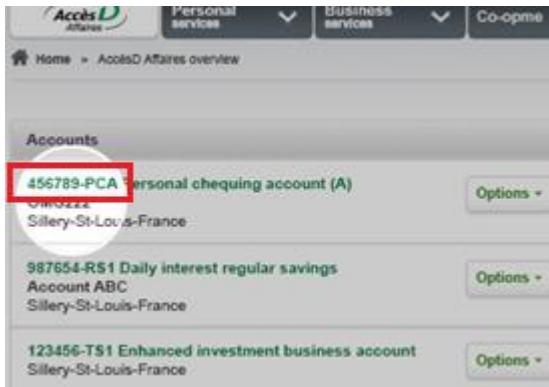 AccèsD
Affaires
Personal
services
Business
services
Co-opme
Home » AccèsD Affaires overview
Accounts
456789-PCA Personal chequing account (A)
Options
Sillery-St-Louis-France
987654-RS1 Daily interest regular savings
Account ABC
Options
Sillery-St-Louis-France
123456-TS1 Enhanced investment business account
Options
Sillery-St-Louis-France